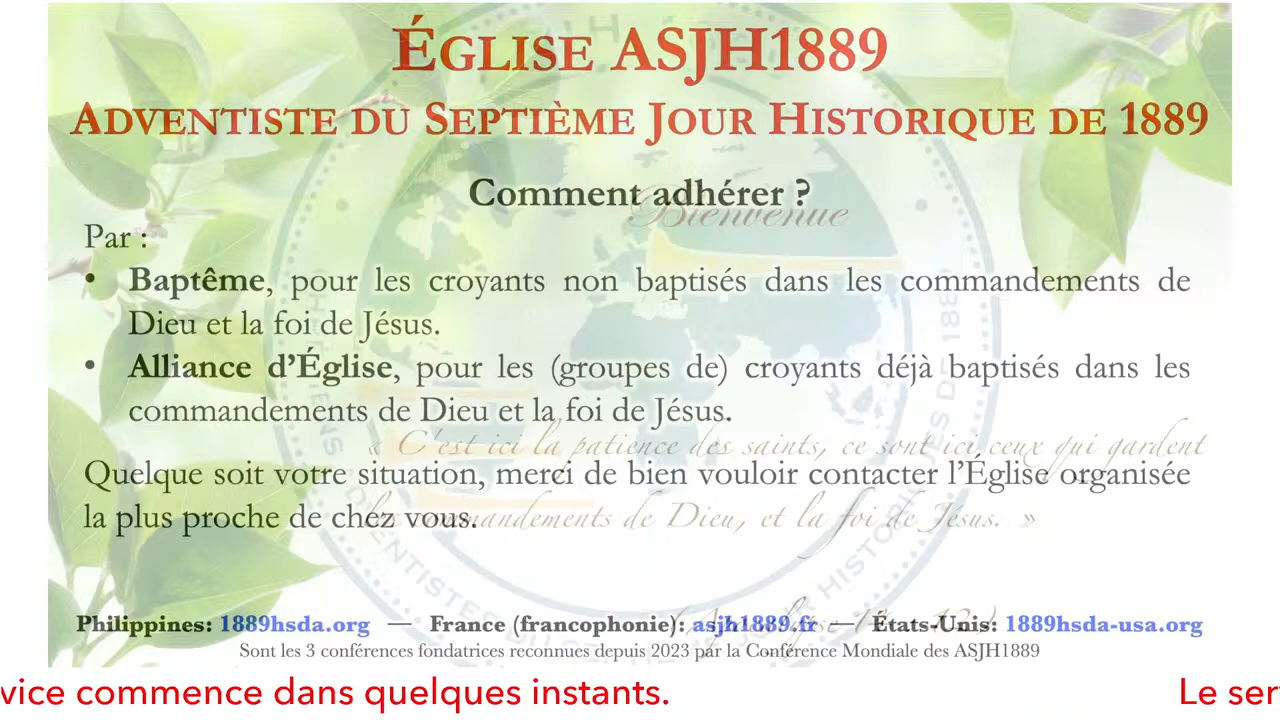 ÉGLISE ASJH1889
ADVENTISTE DU SEPTIÈME JOUR HISTORIQUE DE 1889
Comment adhérer ?
Bienvenue
Par :
• Baptême, pour les croyants non baptisés dans les commandements de
Dieu et la foi de Jésus.
• Alliance d’Église, pour les (groupes de) croyants déjà baptisés dans les
commandements de Dieu et la foi de Jésus.
« C'est ici la patience des saints, ce sont ici ceux qui gardent
Quelque soit votre situation, merci de bien vouloir contacter l’Église organisée
la plus proche de chez vous.
commandements de Dieu, et la foi de Jésus. »
Philippines: 1889hsda.org — France (francophonie): asjh1889.fr — États-Unis: 1889hsda-usa.org
Sont les 3 conférences fondatrices reconnues depuis 2023 par la Conférence Mondiale des ASJH1889
vice commence dans quelques instants. Le ser